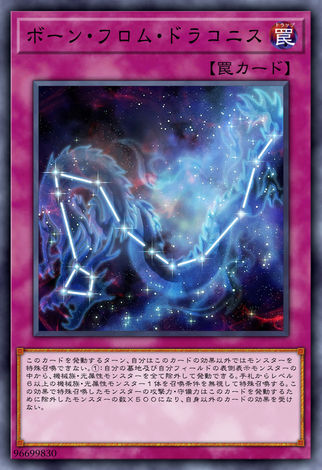 ボーン・フロム・ドラコニス
トラップ
罠
【罠カード】
このカードを発動するターン、自分はこのカードの効果以外ではモンスターを
特殊召喚できない。①：自分の墓地及び自分フィールドの表側表示モンスターの
中から、機械族・光属性モンスターを全て除外して発動できる。手札からレベル
６以上の機械族・光属性モンスター１体を召喚条件を無視して特殊召喚する。こ
の効果で特殊召喚したモンスターの攻撃力・守備力はこのカードを発動するた
めに除外したモンスターの数×５００になり、自身以外のカードの効果を受け
ない。
96699830